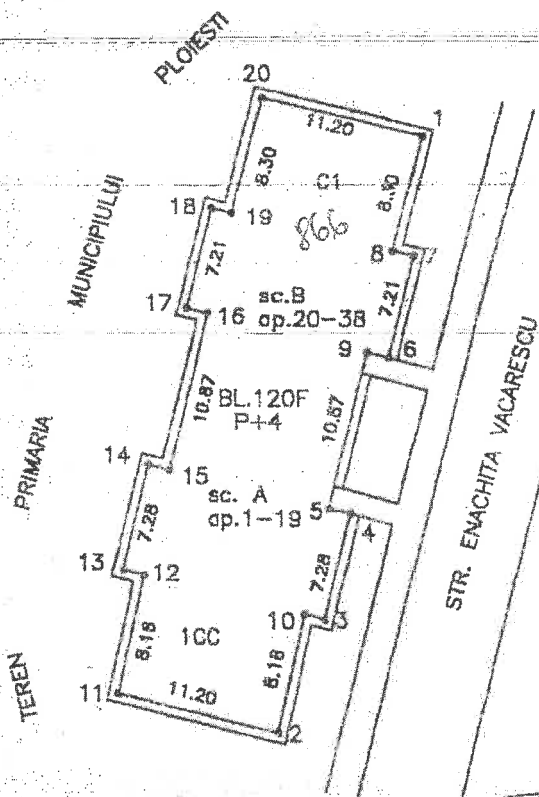 PLOIESTI
20
11.20
1
8.30
C1
8.30
866
18
19
8
7
MUNICIPIULUI
7.21
7.21
17
16
sc.B
ap.20-38
9
6
10.87
BL.120F
P+4
10.87
PRIMARIA
14
15
sc. A
ap.1-19
5
4
7.28
7.28
STR. ENACHITA VACARESCU
13
12
10
3
8.18
1CC
8.18
TEREN
11
11.20
2